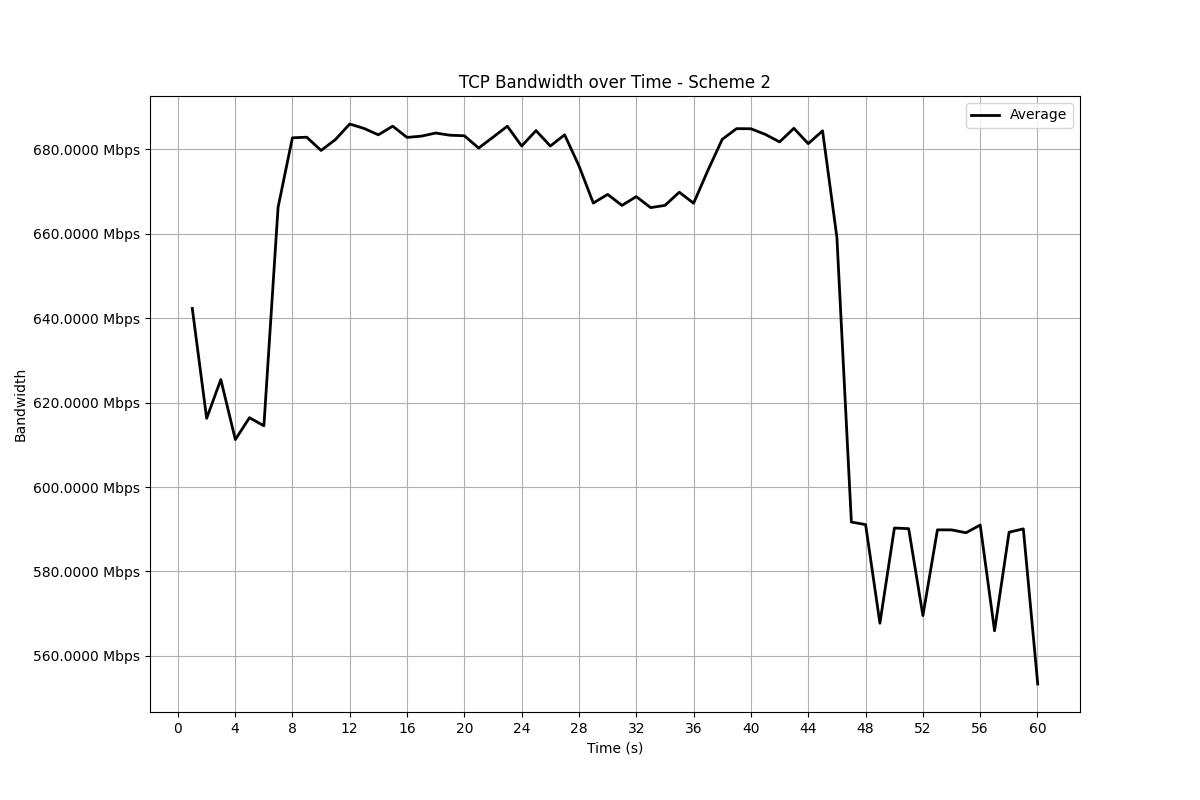 TCP Bandwidth over Time - Scheme 2
Average
680.0000 Mbps
660.0000 Mbps
640.0000 Mbps
620.0000 Mbps
600.0000 Mbps
580.0000 Mbps
560.0000 Mbps
Bandwidth
0 4 8 12 16 20 24 28 32 36 40 44 48 52 56 60
Time (s)